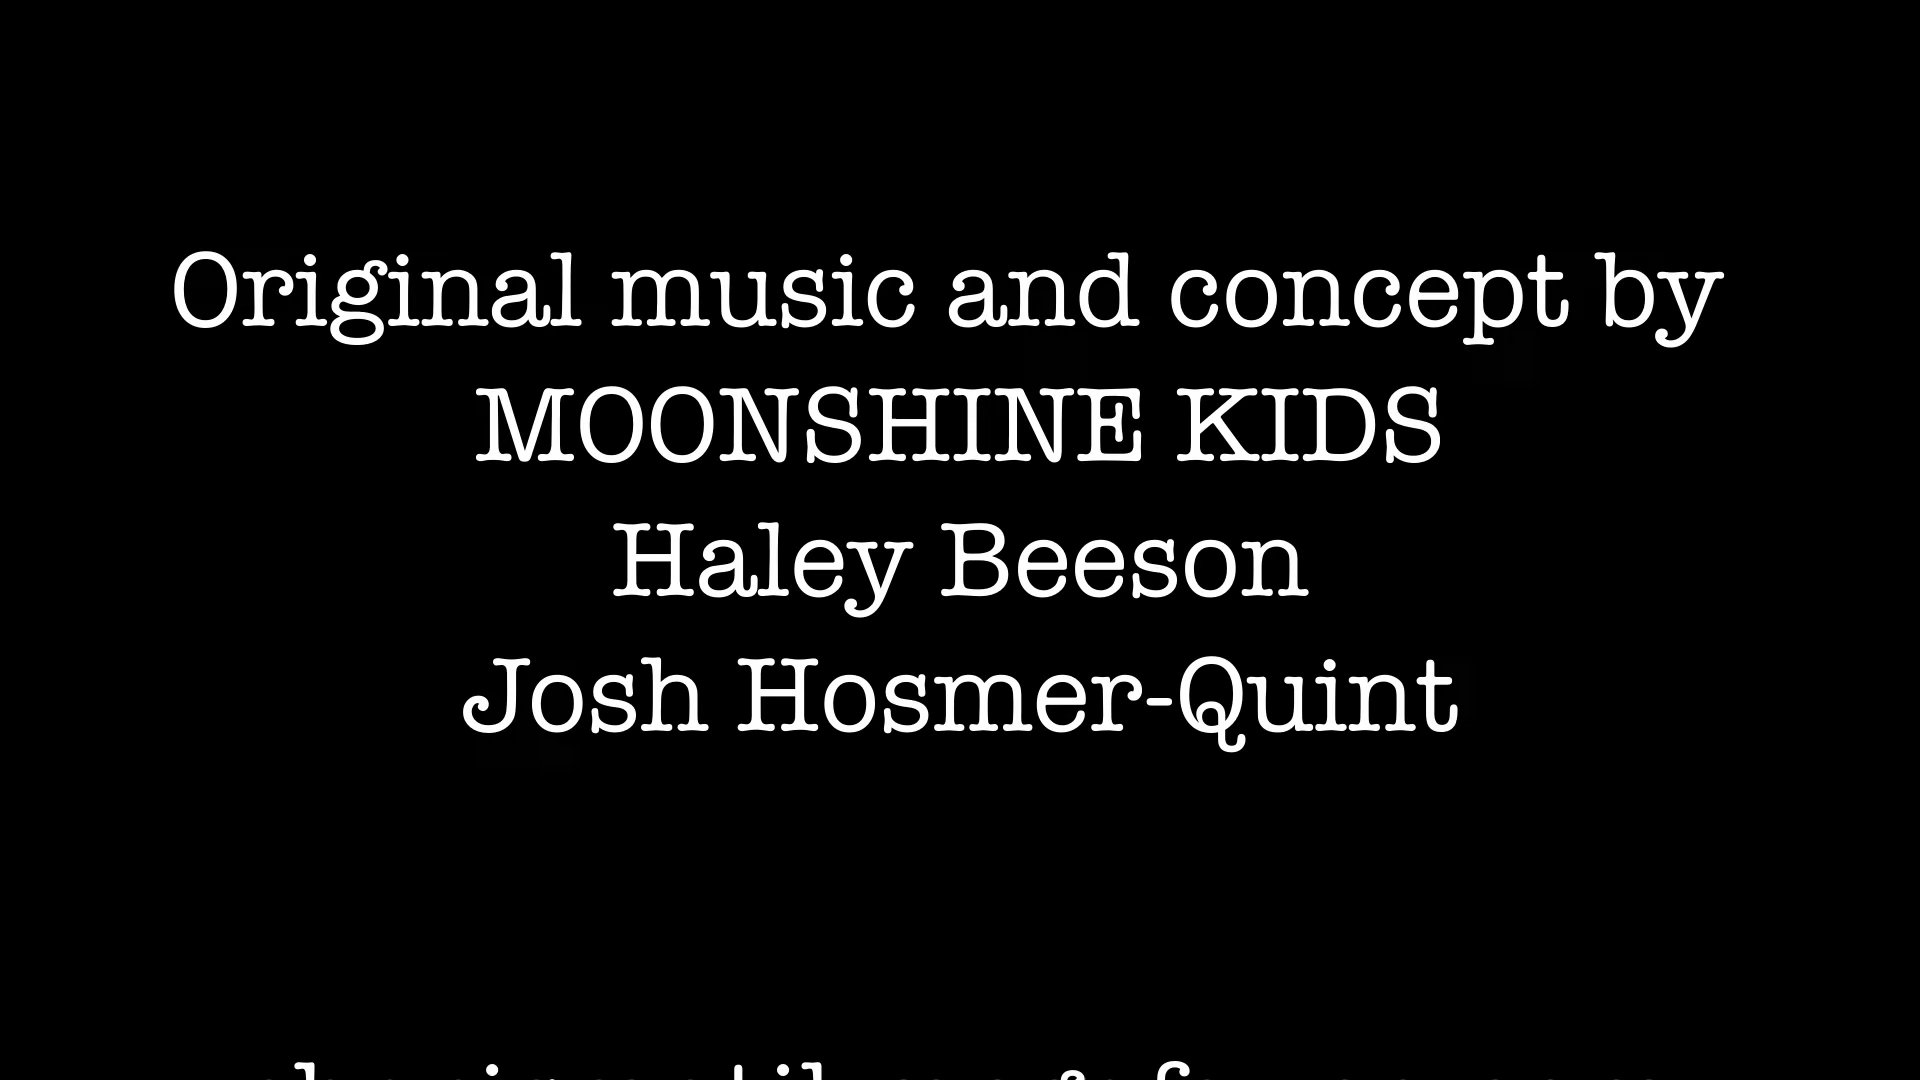 Original music and concept by
MOONSHINE KIDS
Haley Beeson
Josh Hosmer-Quint